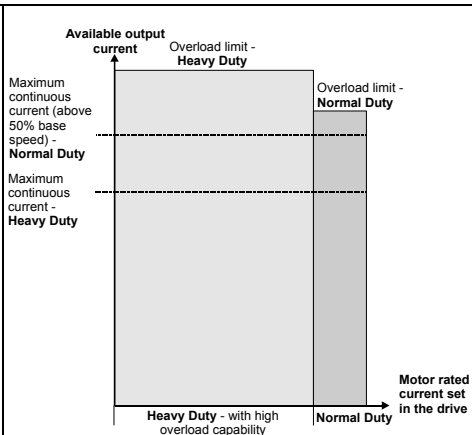 Available output
current
Overload limit -
Heavy Duty
Maximum
continuous
current (above
50% base
speed) -
Normal Duty
Overload limit -
Normal Duty
Maximum
continuous
current -
Heavy Duty
Motor rated
current set
in the drive
Heavy Duty - with high
overload capability
Normal Duty